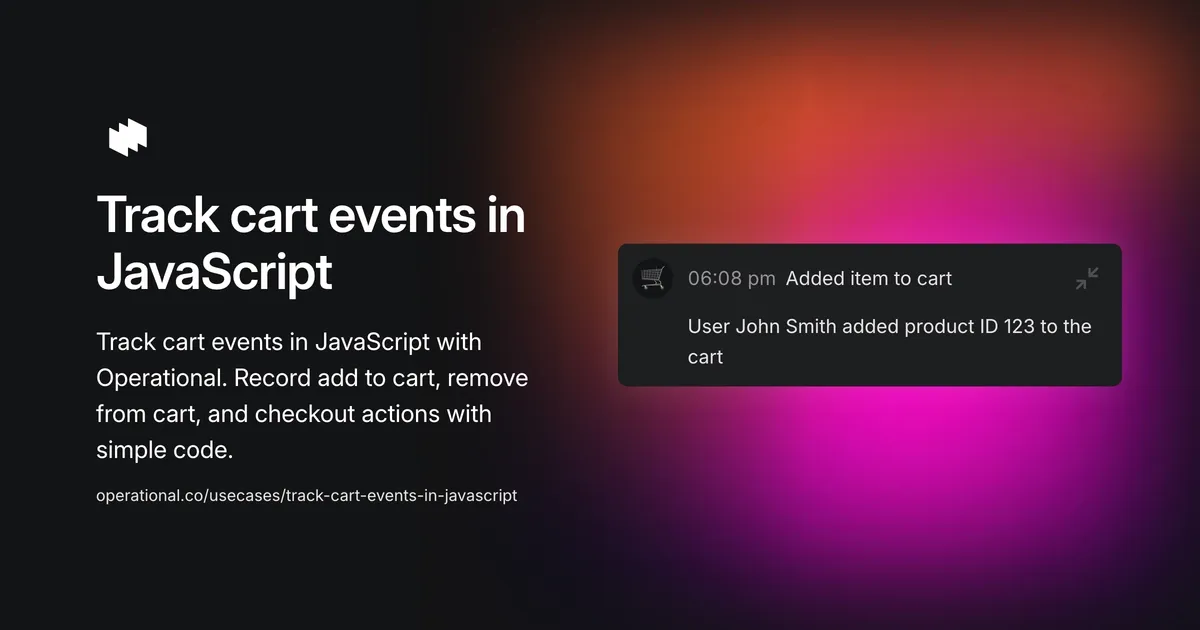 Track cart events in
JavaScript
Track cart events in JavaScript with
Operational. Record add to cart, remove
from cart, and checkout actions with
simple code.
operational.co/usecases/track-cart-events-in-javascript
06:08 pm Added item to cart
User John Smith added product ID 123 to the
cart